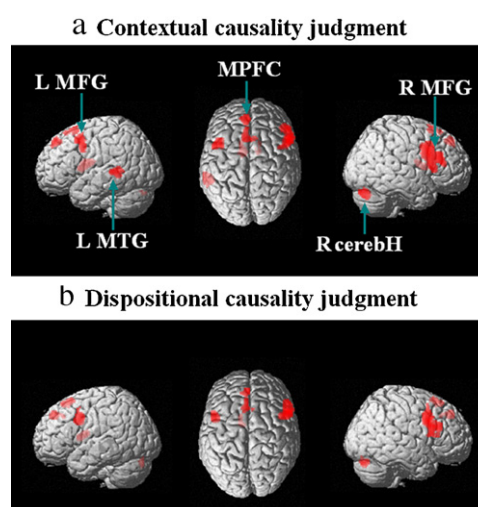 a Contextual causality judgment
L MFG
MPFC
R MFG
L MTG
R cerebH
b Dispositional causality judgment